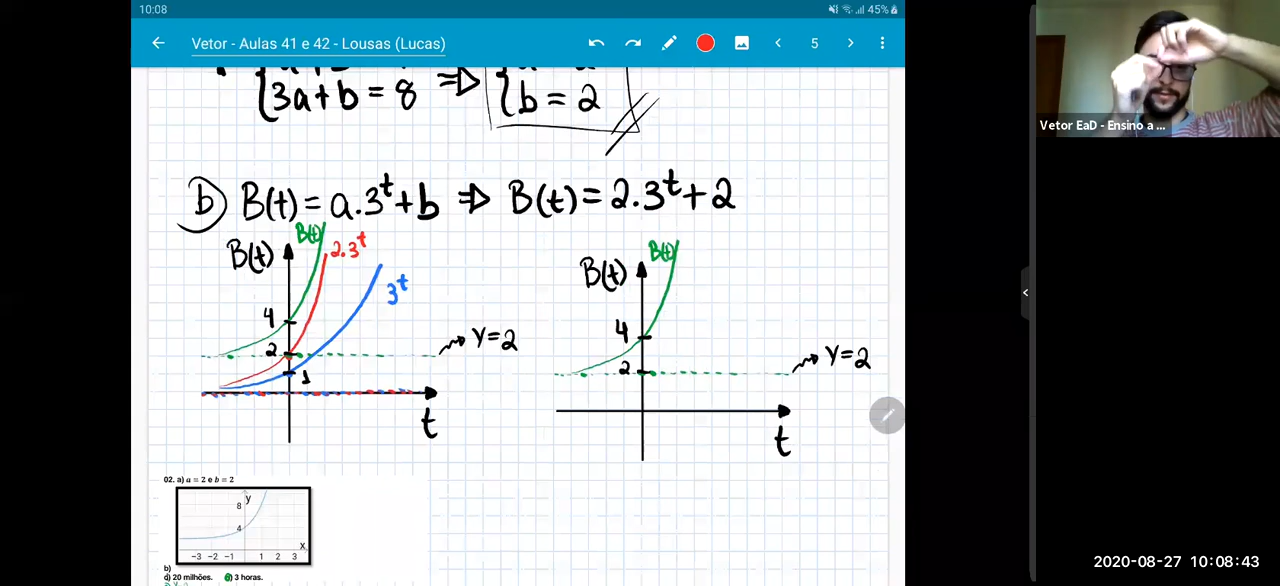 10:08
45%
Vetor - Aulas 41 e 42 - Lousas (Lucas)
5
3a+b = 8 ⇒ b = 2
Vetor EaD - Ensino a ...
b) B(t) = a.3^t + b ⇒ B(t) = 2.3^t + 2
B(t) B(t) 2.3^t
3^t
4
2
1
y=2
t
B(t) B(t)
4
2
y=2
t
02. a) a = 2 e b = 2
y
8
4
x
-3 -2 -1 1 2 3
b)
d) 20 milhões. e) 3 horas.
2020-08-27 10:08:43